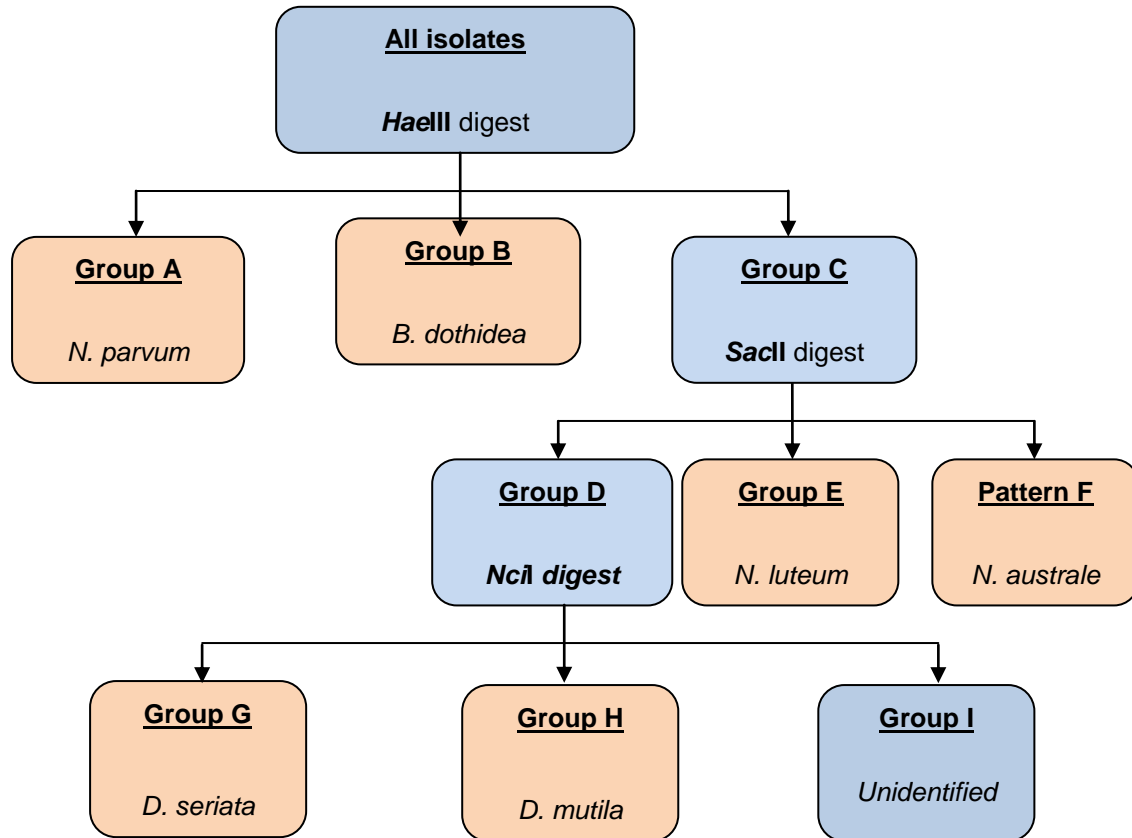 All isolates
HaeIII digest
Group A
N. parvum
Group B
B. dothidea
Group C
SacII digest
Group D
NciI digest
Group E
N. luteum
Pattern F
N. australe
Group G
D. seriata
Group H
D. mutila
Group I
Unidentified